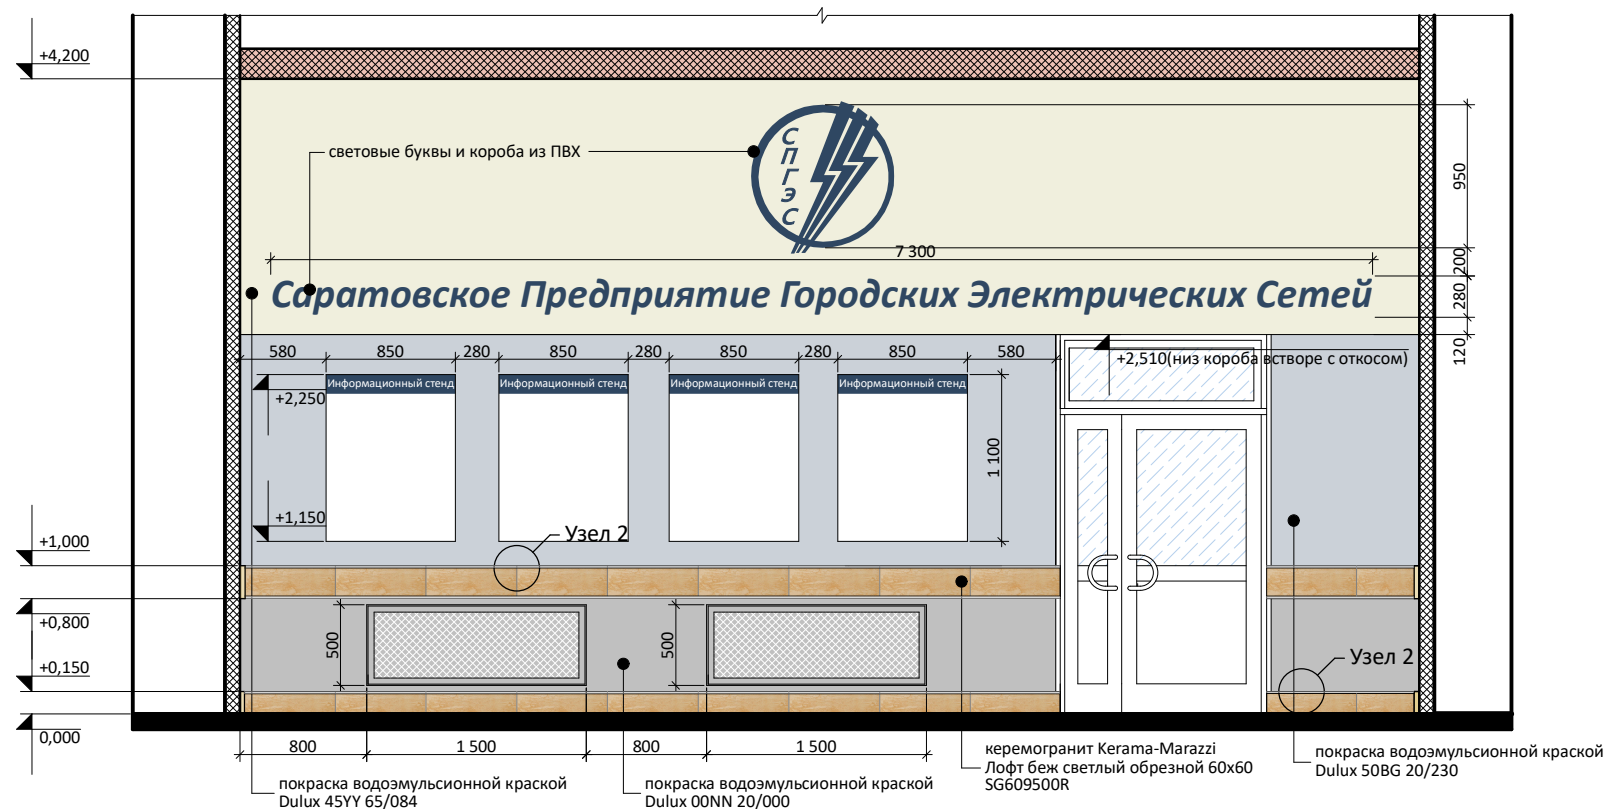 +4,200
световые буквы и короба из ПВХ
С
П
Г
Э
С
950
7 300
200
Саратовское Предприятие Городских Электрических Сетей
280
120
580 850 280 850 280 850 280 850 580
+2,510(низ короба встворе с откосом)
Информационный стенд
Информационный стенд
Информационный стенд
Информационный стенд
+2,250
1 100
+1,150
Узел 2
+1,000
+0,800
500
500
+0,150
Узел 2
0,000
800 1 500 800 1 500
керемогранит Kerama-Marazzi
Лофт беж светлый обрезной 60x60
SG609500R
покраска водоэмульсионной краской
Dulux 50BG 20/230
покраска водоэмульсионной краской
Dulux 45YY 65/084
покраска водоэмульсионной краской
Dulux 00NN 20/000